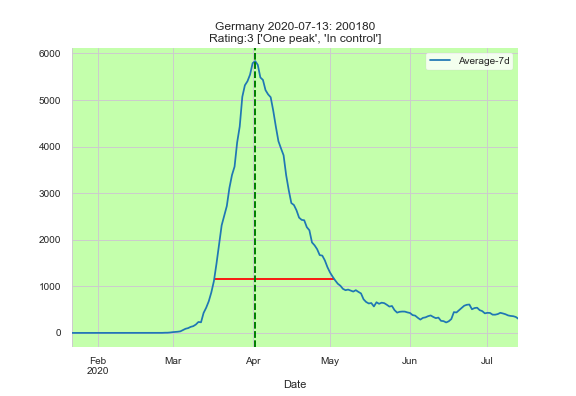 Germany 2020-07-13: 200180
Rating:3 ['One peak', 'In control']
Average-7d
6000
5000
4000
3000
2000
1000
0
Feb
2020
Mar
Apr
May
Jun
Jul
Date